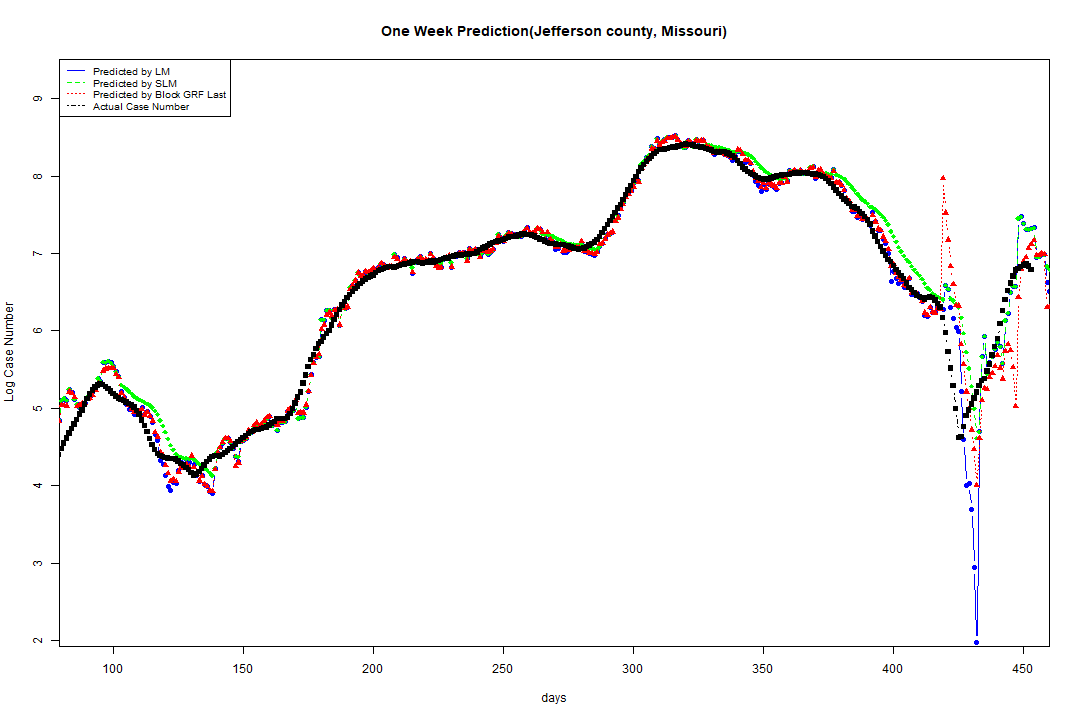 One Week Prediction(Jefferson county, Missouri)
Predicted by LM
Predicted by SLM
Predicted by Block GRF Last
Actual Case Number
Log Case Number
9
8
7
6
5
4
3
2
100 150 200 250 300 350 400 450
days